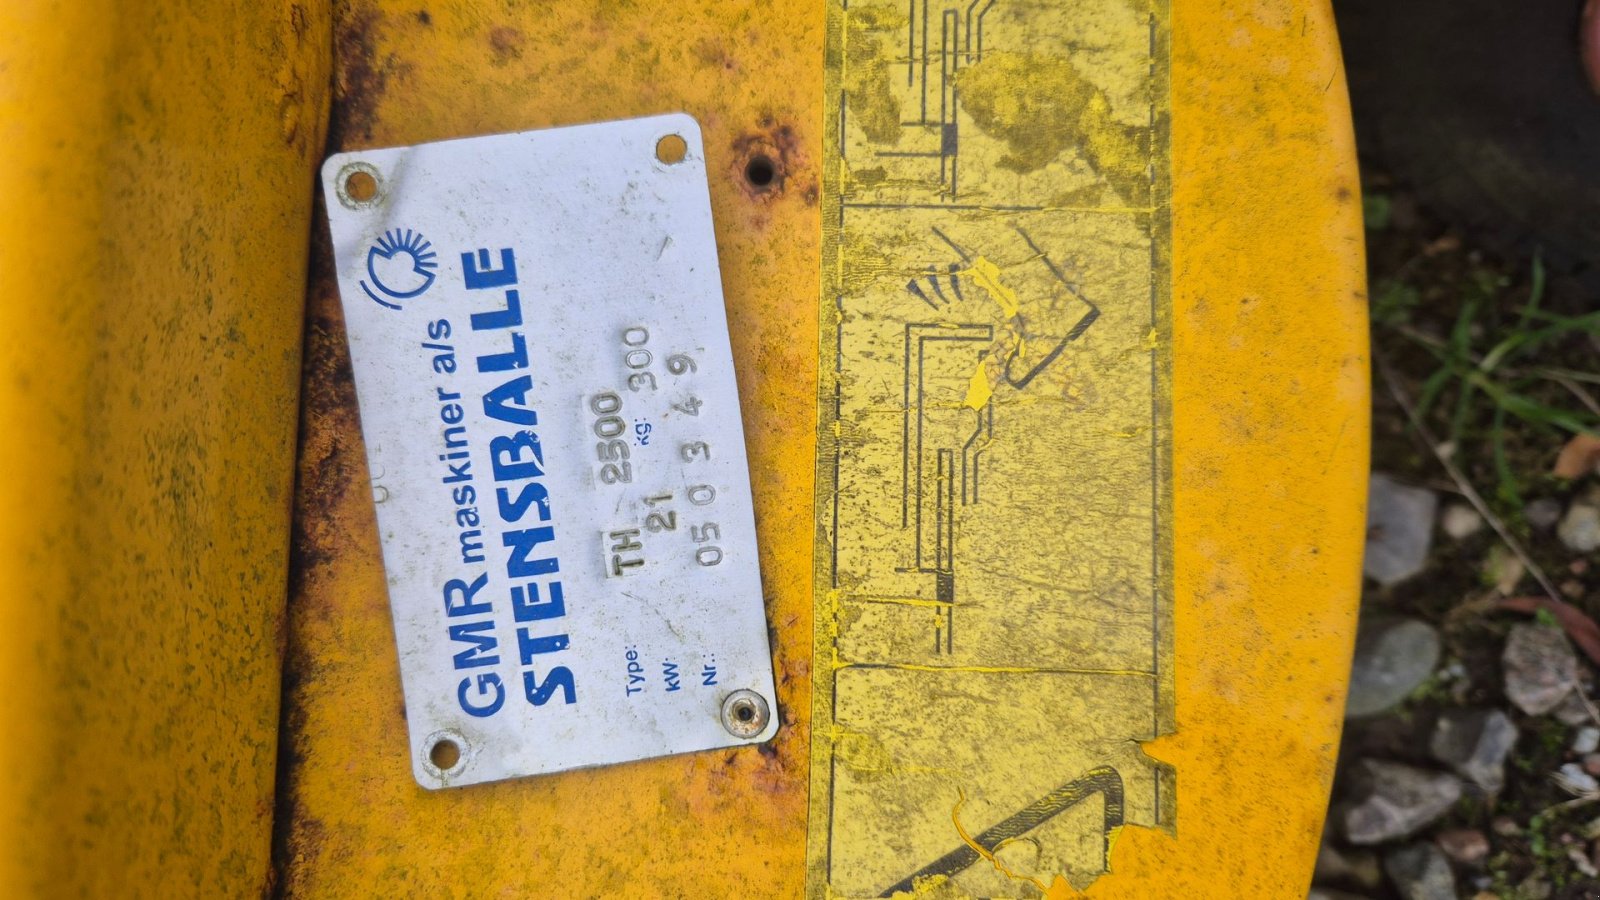 GMR maskiner a/s
STENSBALLE
Type: TH 2500
kW: 21 kg: 300
Nr.: 050349